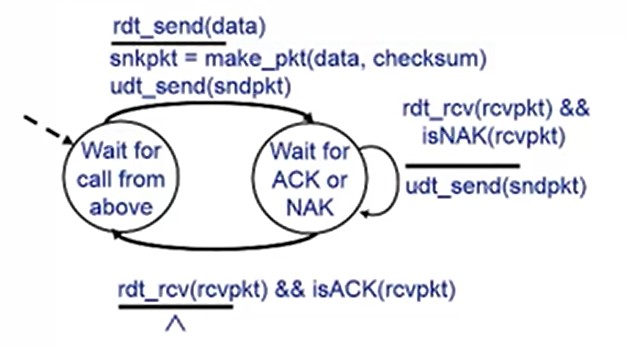 rdt_send(data)
snkpkt = make_pkt(data, checksum)
udt_send(sndpkt)
rdt_rcv(rcvpkt) &&
isNAK(rcvpkt)
udt_send(sndpkt)
Wait for
call from
above
Wait for
ACK or
NAK
rdt_rcv(rcvpkt) && isACK(rcvpkt)
Λ